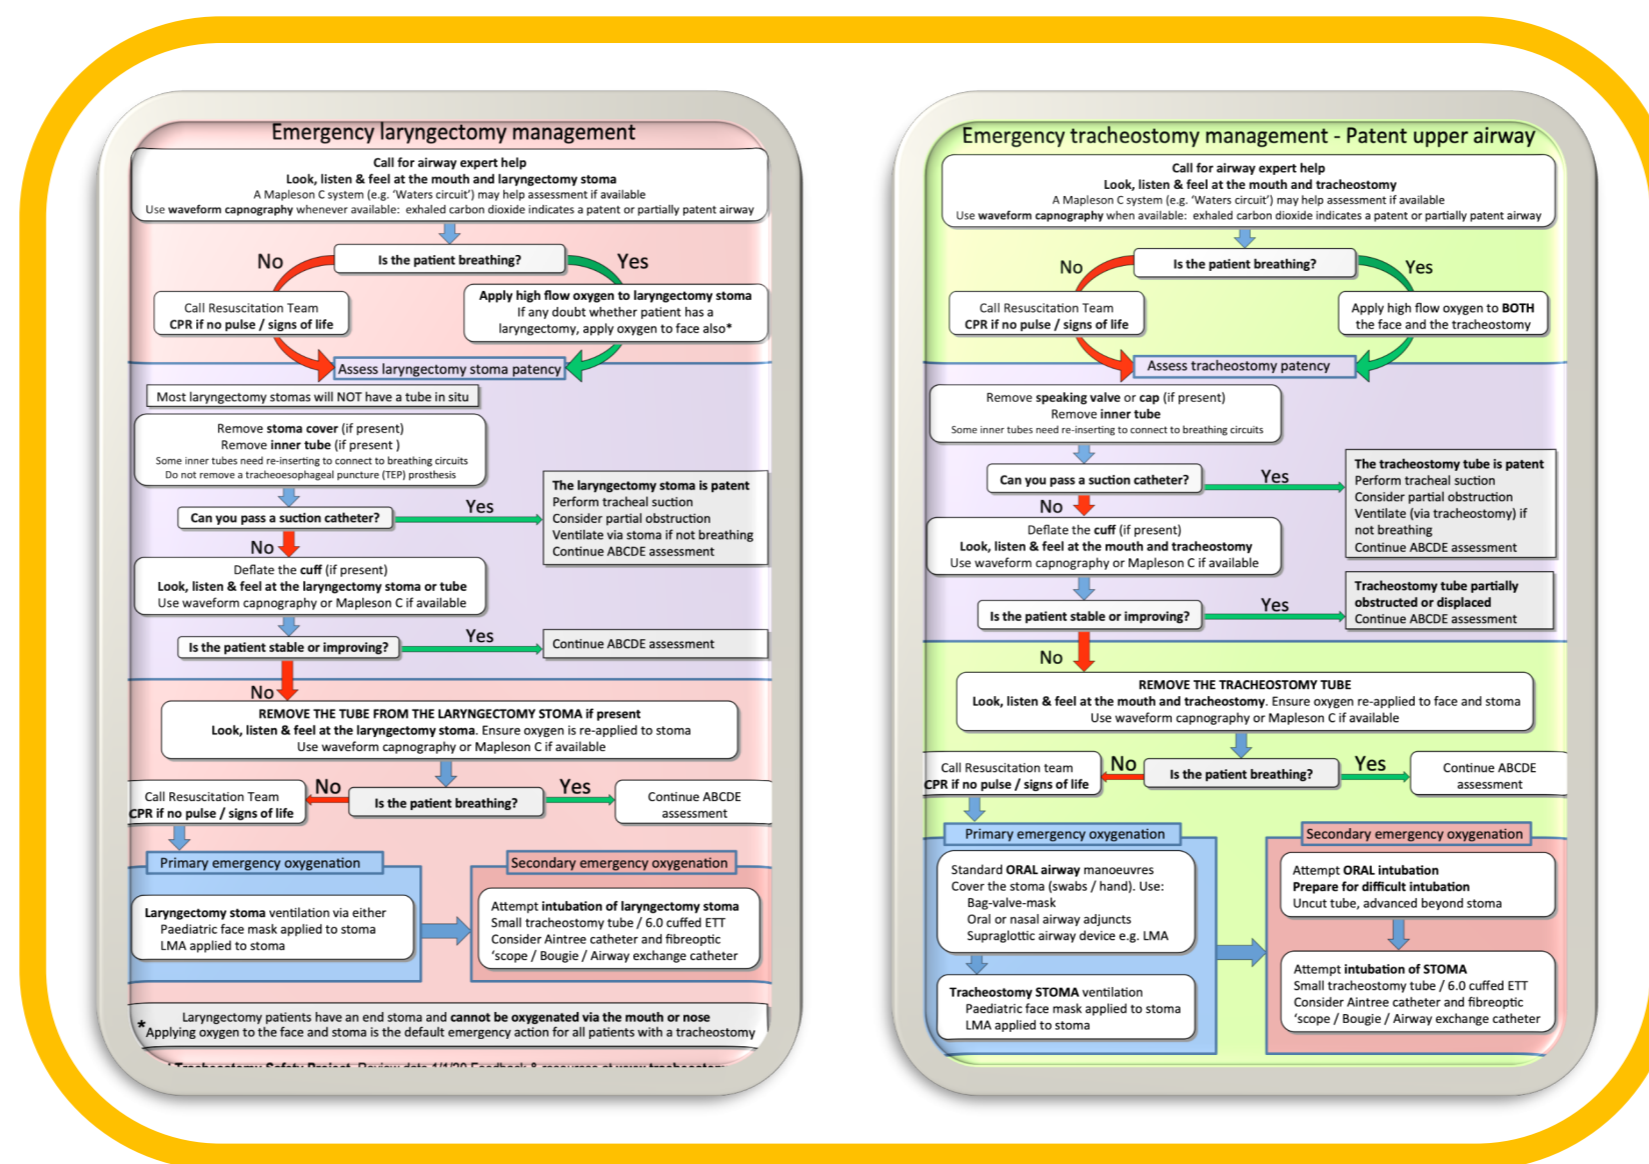 Emergency laryngectomy management
Call for airway expert help
Look, listen & feel at the mouth and laryngectomy stoma
A Mapleson C system (e.g. ‘Waters circuit’) may help assessment if available
Use waveform capnography whenever available: exhaled carbon dioxide indicates a patent or partially patent airway
Is the patient breathing?
No
Yes
Call Resuscitation Team
CPR if no pulse / signs of life
Apply high flow oxygen to laryngectomy stoma
If any doubt whether patient has a
laryngectomy, apply oxygen to face also*
Assess laryngectomy stoma patency
Most laryngectomy stomas will NOT have a tube in situ
Remove stoma cover (if present)
Remove inner tube (if present )
Some inner tubes need re-inserting to connect to breathing circuits
Do not remove a tracheoesophageal puncture (TEP) prosthesis
Can you pass a suction catheter?
Yes
The laryngectomy stoma is patent
Perform tracheal suction
Consider partial obstruction
Ventilate via stoma if not breathing
Continue ABCDE assessment
No
Deflate the cuff (if present)
Look, listen & feel at the laryngectomy stoma or tube
Use waveform capnography or Mapleson C if available
Is the patient stable or improving?
Yes
Continue ABCDE assessment
No
REMOVE THE TUBE FROM THE LARYNGECTOMY STOMA if present
Look, listen & feel at the laryngectomy stoma. Ensure oxygen is re-applied to stoma
Use waveform capnography or Mapleson C if available
Is the patient breathing?
No
Yes
Call Resuscitation Team
CPR if no pulse / signs of life
Continue ABCDE
assessment
Primary emergency oxygenation
Laryngectomy stoma ventilation via either
Paediatric face mask applied to stoma
LMA applied to stoma
Secondary emergency oxygenation
Attempt intubation of laryngectomy stoma
Small tracheostomy tube / 6.0 cuffed ETT
Consider Aintree catheter and fibreoptic
‘scope / Bougie / Airway exchange catheter
Laryngectomy patients have an end stoma and cannot be oxygenated via the mouth or nose
*Applying oxygen to the face and stoma is the default emergency action for all patients with a tracheostomy
Tracheostomy Safety Project. Review date 1/1/20 Feedback & resources at
Emergency tracheostomy management - Patent upper airway
Call for airway expert help
Look, listen & feel at the mouth and tracheostomy
A Mapleson C system (e.g. ‘Waters circuit’) may help assessment if available
Use waveform capnography when available: exhaled carbon dioxide indicates a patent or partially patent airway
Is the patient breathing?
No
Yes
Call Resuscitation Team
CPR if no pulse / signs of life
Apply high flow oxygen to BOTH
the face and the tracheostomy
Assess tracheostomy patency
Remove speaking valve or cap (if present)
Remove inner tube
Some inner tubes need re-inserting to connect to breathing circuits
Can you pass a suction catheter?
Yes
The tracheostomy tube is patent
Perform tracheal suction
Consider partial obstruction
Ventilate (via tracheostomy) if
not breathing
Continue ABCDE assessment
No
Deflate the cuff (if present)
Look, listen & feel at the mouth and tracheostomy
Use waveform capnography or Mapleson C if available
Is the patient stable or improving?
Yes
Tracheostomy tube partially
obstructed or displaced
Continue ABCDE assessment
No
REMOVE THE TRACHEOSTOMY TUBE
Look, listen & feel at the mouth and tracheostomy. Ensure oxygen re-applied to face and stoma
Use waveform capnography or Mapleson C if available
Is the patient breathing?
No
Yes
Call Resuscitation team
CPR if no pulse / signs of life
Continue ABCDE
assessment
Primary emergency oxygenation
Standard ORAL airway manoeuvres
Cover the stoma (swabs / hand). Use:
Bag-valve-mask
Oral or nasal airway adjuncts
Supraglottic airway device e.g. LMA
Tracheostomy STOMA ventilation
Paediatric face mask applied to stoma
LMA applied to stoma
Secondary emergency oxygenation
Attempt ORAL intubation
Prepare for difficult intubation
Uncut tube, advanced beyond stoma
Attempt intubation of STOMA
Small tracheostomy tube / 6.0 cuffed ETT
Consider Aintree catheter and fibreoptic
‘scope / Bougie / Airway exchange catheter